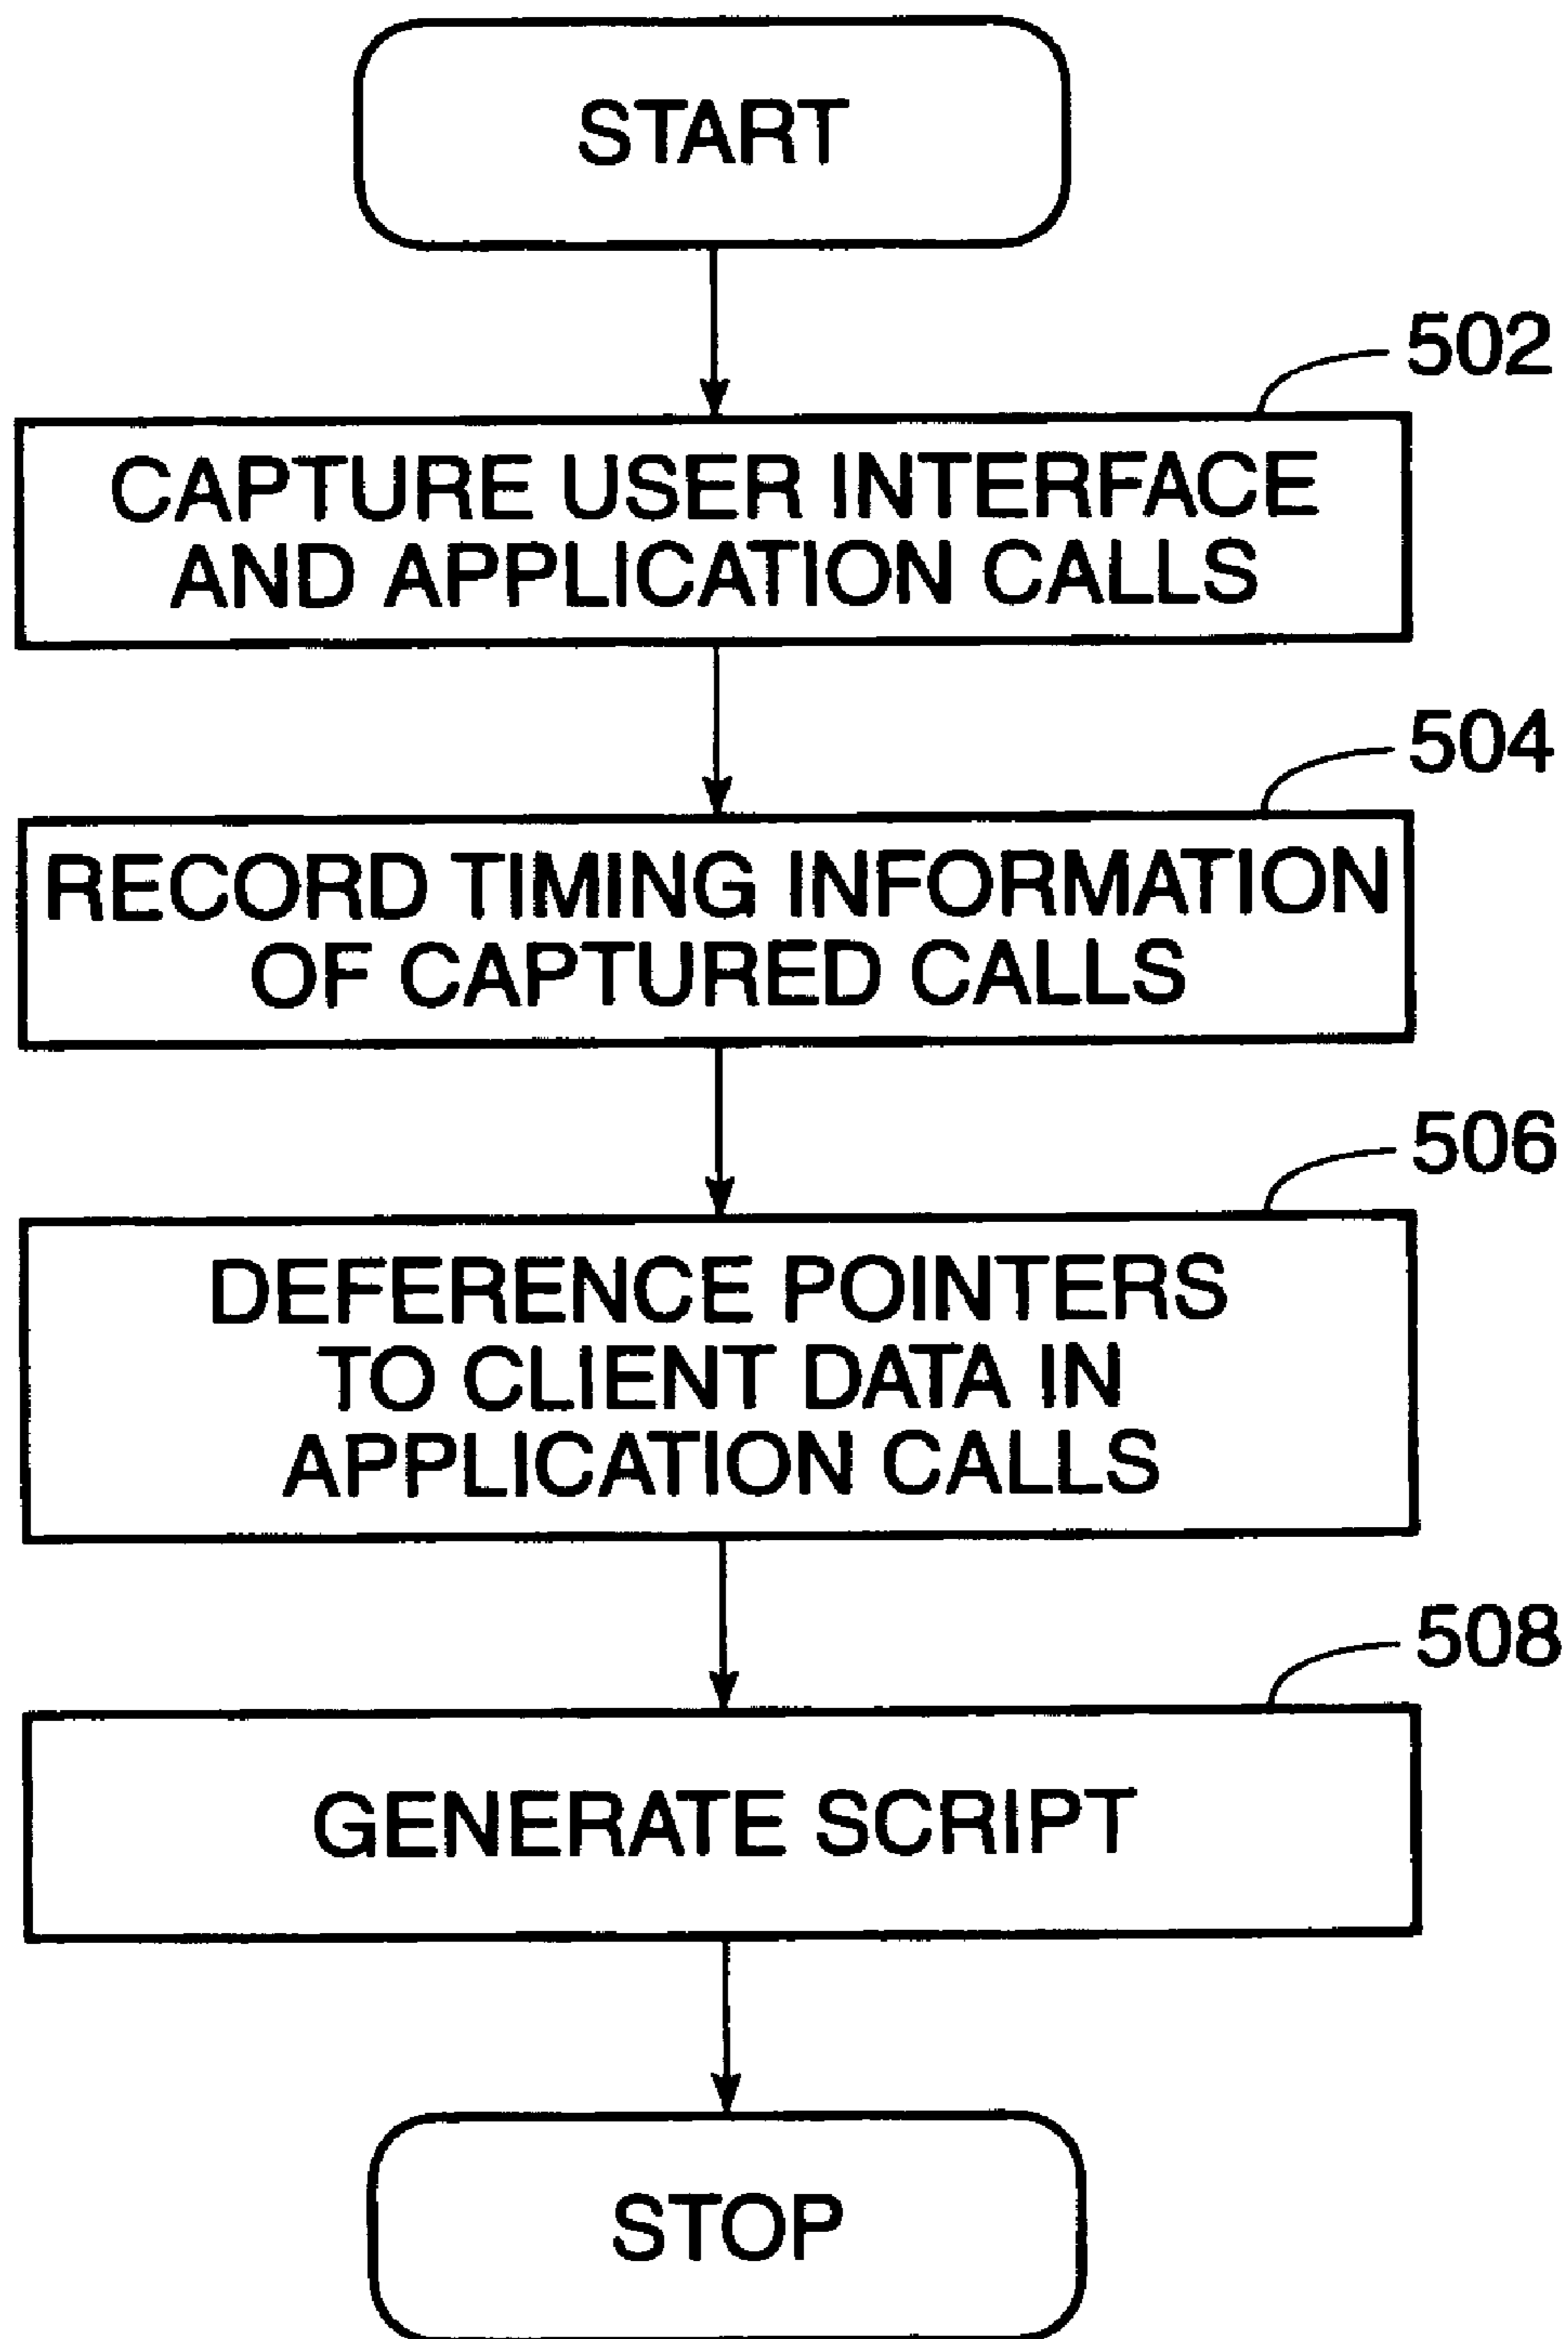 START
502
CAPTURE USER INTERFACE
AND APPLICATION CALLS
504
RECORD TIMING INFORMATION
OF CAPTURED CALLS
506
DEFERENCE POINTERS
TO CLIENT DATA IN
APPLICATION CALLS
508
GENERATE SCRIPT
STOP